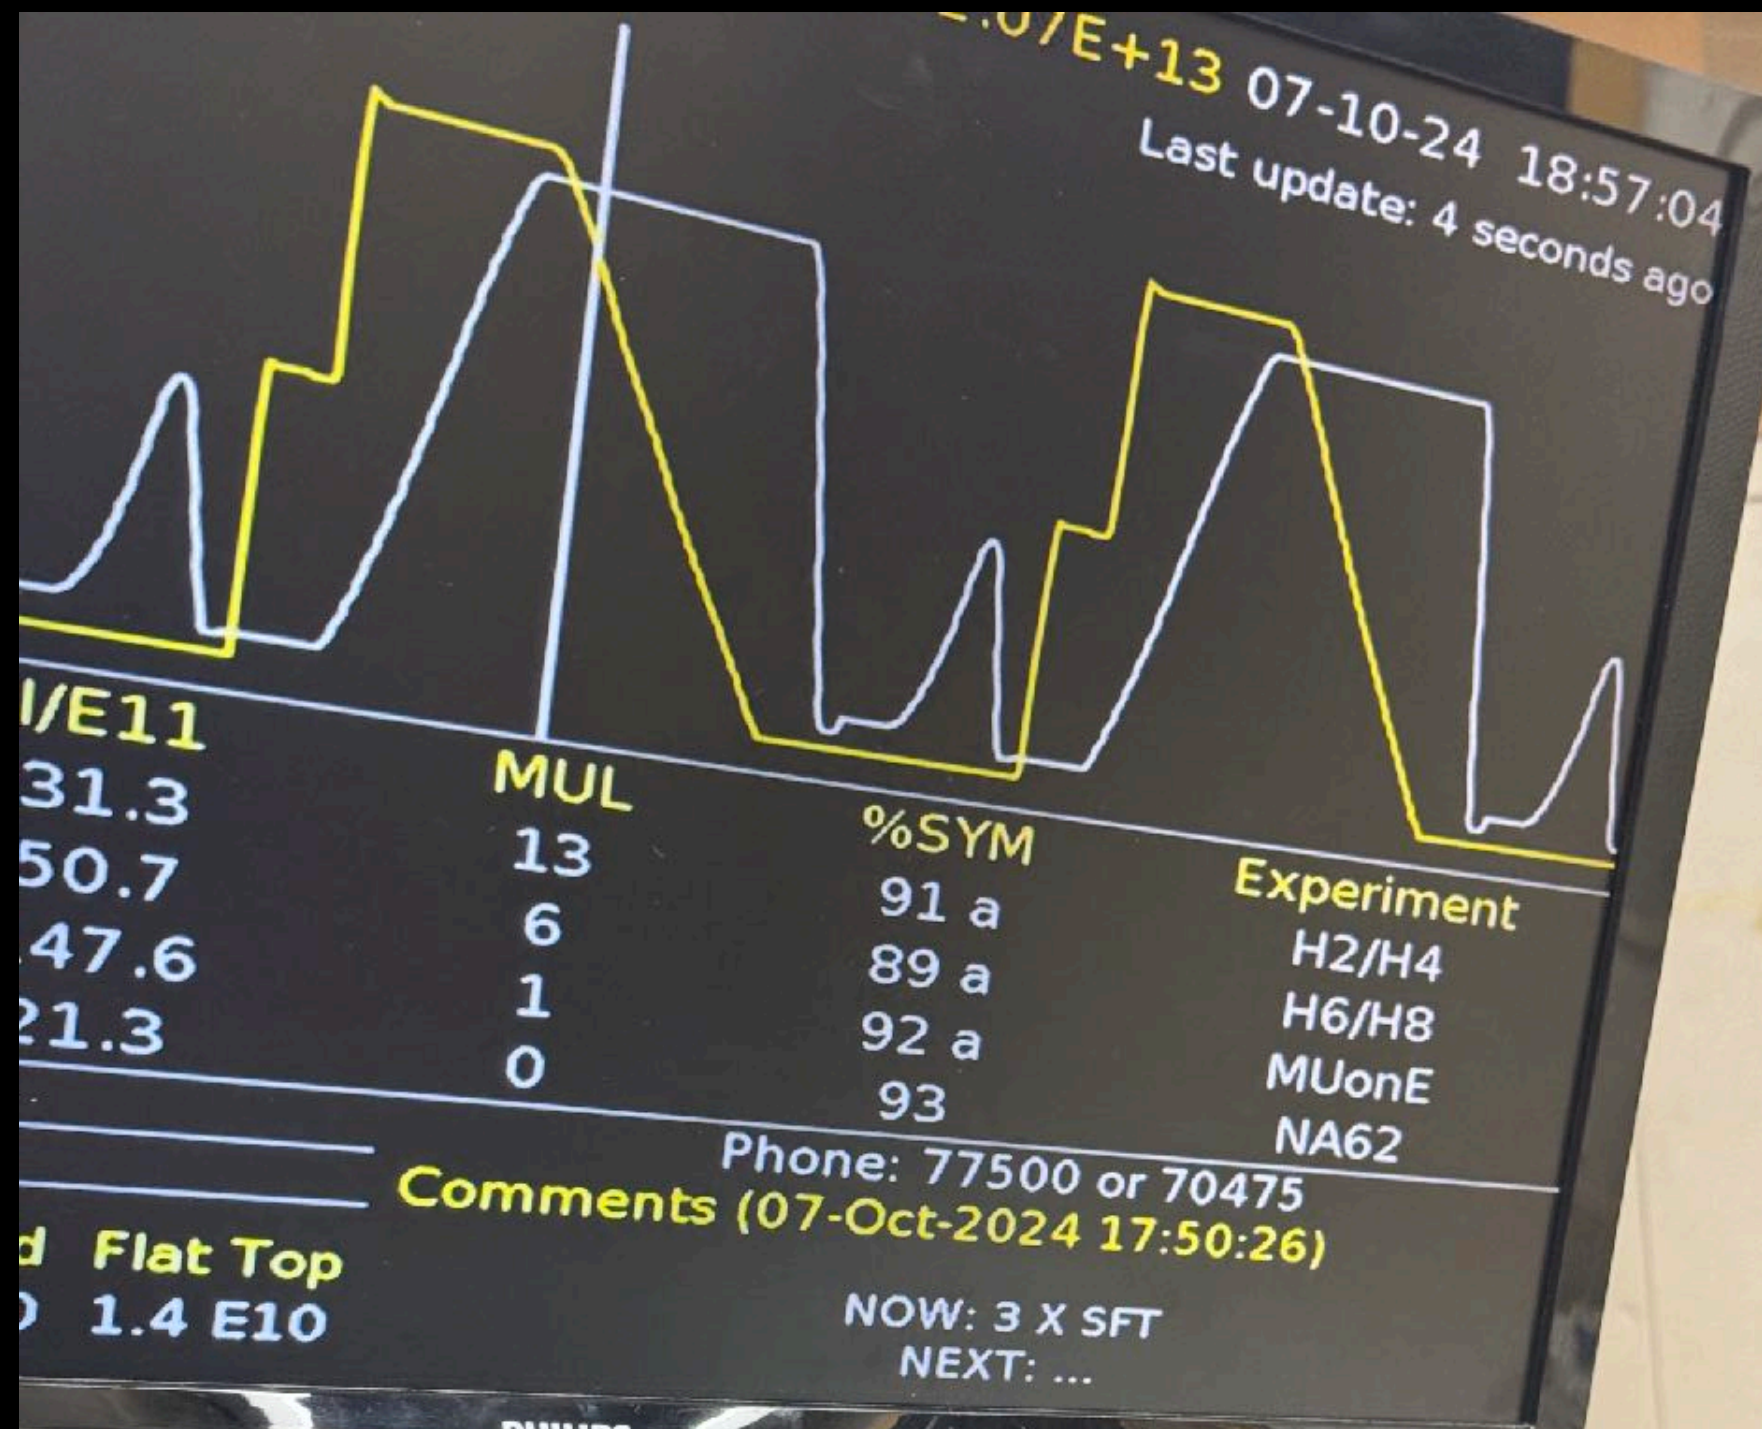 E+13 07-10-24 18:57:04
Last update: 4 seconds ago
I/E11 MUL %SYM Experiment
31.3 13 91 a H2/H4
50.7 6 89 a H6/H8
47.6 1 92 a MUonE
21.3 0 93 NA62
Phone: 77500 or 70475
Comments (07-Oct-2024 17:50:26)
Flat Top
1.4 E10
NOW: 3 X SFT
NEXT: ...